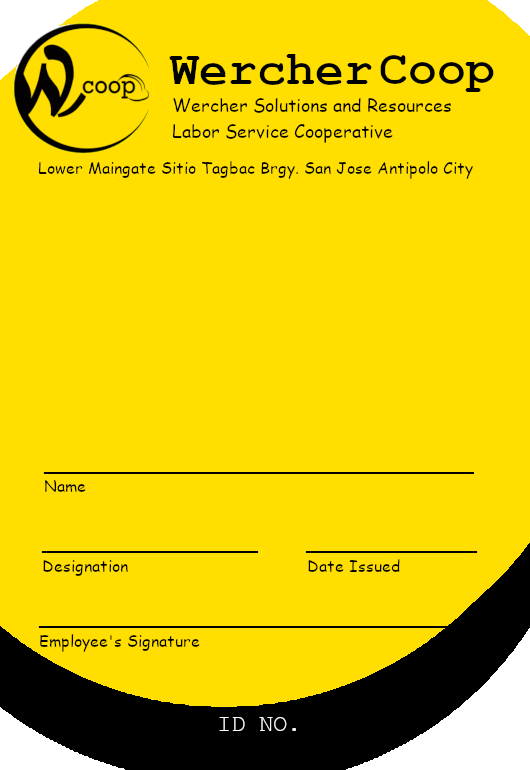 Wcoop
WercherCoop
Wercher Solutions and Resources
Labor Service Cooperative
Lower Maingate Sitio Tagbac Brgy. San Jose Antipolo City
Name
Designation Date Issued
Employee's Signature
ID NO.